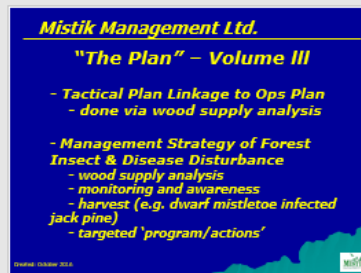 Mistik Management Ltd.
“The Plan” – Volume lll
- Tactical Plan Linkage to Ops Plan
- done via wood supply analysis
- Management Strategy of Forest
Insect & Disease Disturbance
- wood supply analysis
- monitoring and awareness
- harvest (e.g. dwarf mistletoe infected
jack pine)
- targeted ‘program/actions’
Created: October 2016